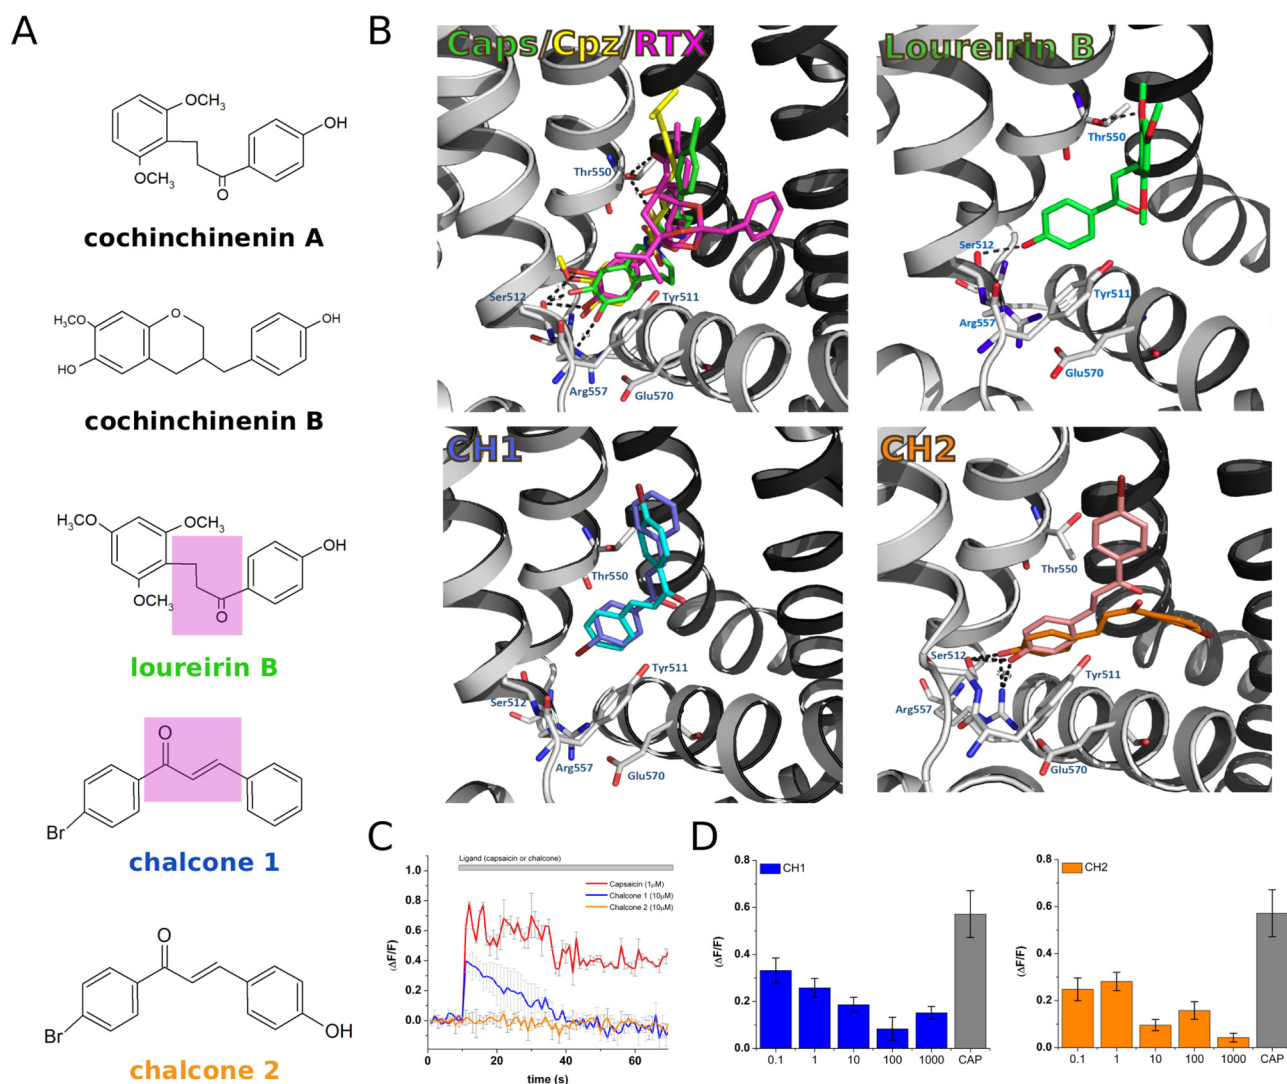 A
OCH₃
OH
OCH₃
O
cochinchinenin A
O
H₃CO
HO
OH
cochinchinenin B
H₃CO
OCH₃
OH
OCH₃
O
loureirin B
O
Br
chalcone 1
O
Br
OH
chalcone 2
B
Caps/Cpz/RTX
Thr550
Ser512
Tyr511
Arg557
Glu570
Loureirin B
Thr550
Ser512
Tyr511
Arg557
Glu570
CH1
Thr550
Tyr511
Ser512
Arg557
Glu570
CH2
Thr550
Ser512
Tyr511
Arg557
Glu570
C
Ligand (capsaicin or chalcone)
Capsaicin (1μM)
Chalcone 1 (10μM)
Chalcone 2 (10μM)
(ΔF/F)
1.0
0.8
0.6
0.4
0.2
0.0
0 20 40 60
time (s)
D
CH1
(ΔF/F)
0.8
0.6
0.4
0.2
0.0
0.1 1 10 100 1000 CAP
CH2
(ΔF/F)
0.8
0.6
0.4
0.2
0.0
0.1 1 10 100 1000 CAP